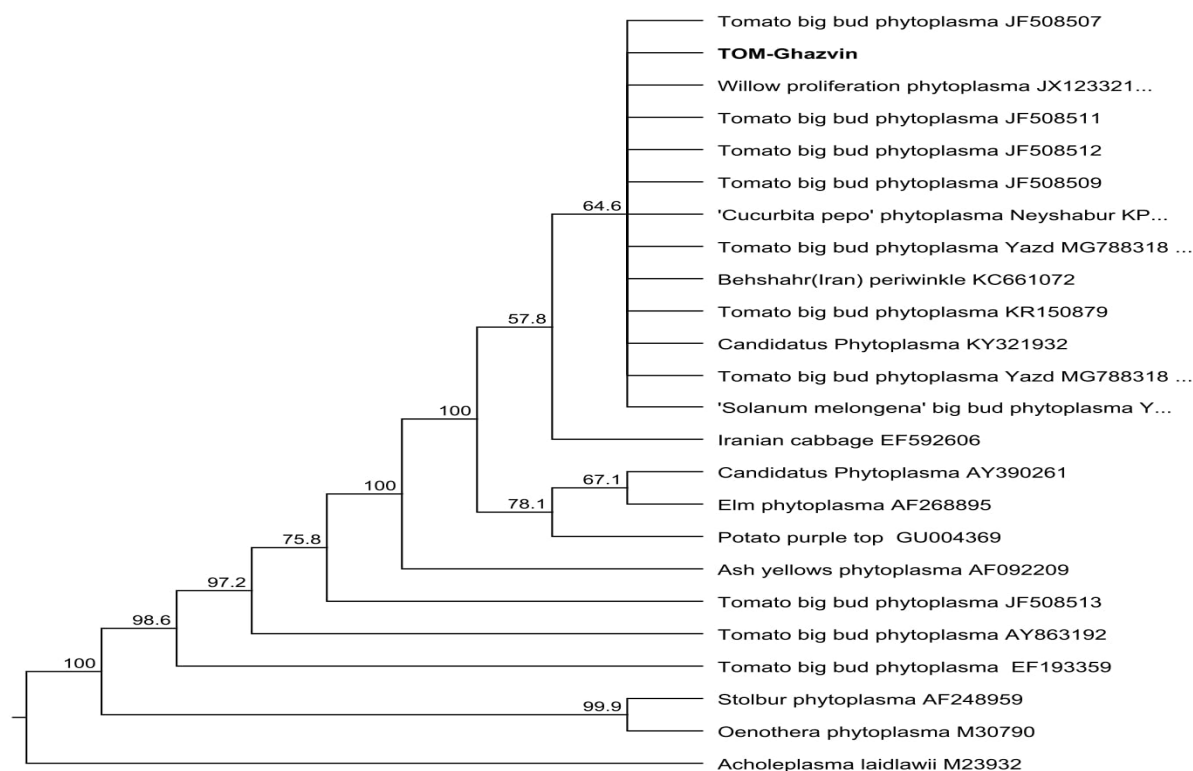 Tomato big bud phytoplasma JF508507
TOM-Ghazvin
Willow proliferation phytoplasma JX123321...
Tomato big bud phytoplasma JF508511
Tomato big bud phytoplasma JF508512
Tomato big bud phytoplasma JF508509
64.6
'Cucurbita pepo' phytoplasma Neyshabur KP...
Tomato big bud phytoplasma Yazd MG788318 ...
Behshahr(Iran) periwinkle KC661072
Tomato big bud phytoplasma KR150879
57.8
Candidatus Phytoplasma KY321932
Tomato big bud phytoplasma Yazd MG788318 ...
'Solanum melongena' big bud phytoplasma Y...
100
Iranian cabbage EF592606
Candidatus Phytoplasma AY390261
67.1
100
Elm phytoplasma AF268895
78.1
Potato purple top  GU004369
75.8
Ash yellows phytoplasma AF092209
97.2
Tomato big bud phytoplasma JF508513
98.6
Tomato big bud phytoplasma AY863192
100
Tomato big bud phytoplasma  EF193359
Stolbur phytoplasma AF248959
99.9
Oenothera phytoplasma M30790
Acholeplasma laidlawii M23932